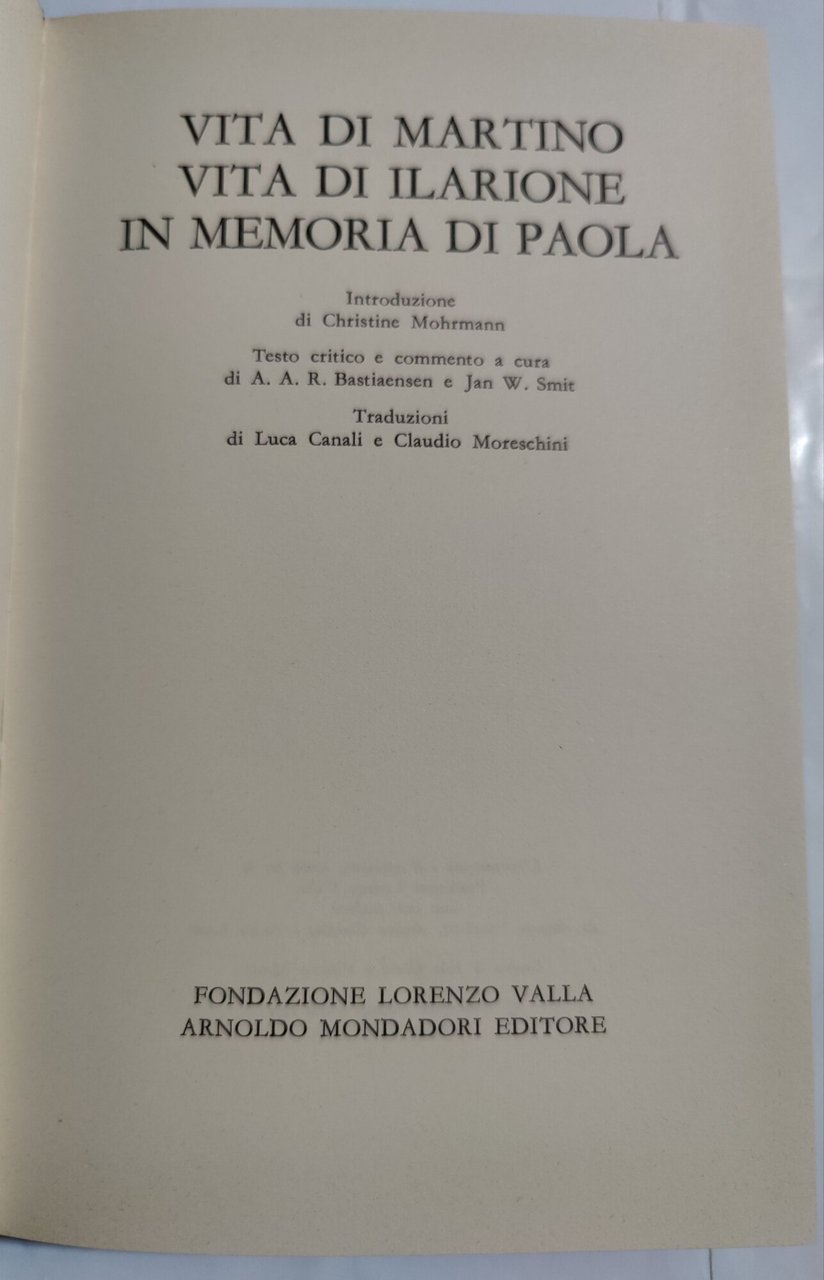 VITA DI MARTINO
VITA DI ILARIONE
IN MEMORIA DI PAOLA
Introduzione
di Christine Mohrmann
Testo critico e commento a cura
di A. A. R. Bastiaensen e Jan W. Smit
Traduzioni
di Luca Canali e Claudio Moreschini
FONDAZIONE LORENZO VALLA
ARNOLDO MONDADORI EDITORE